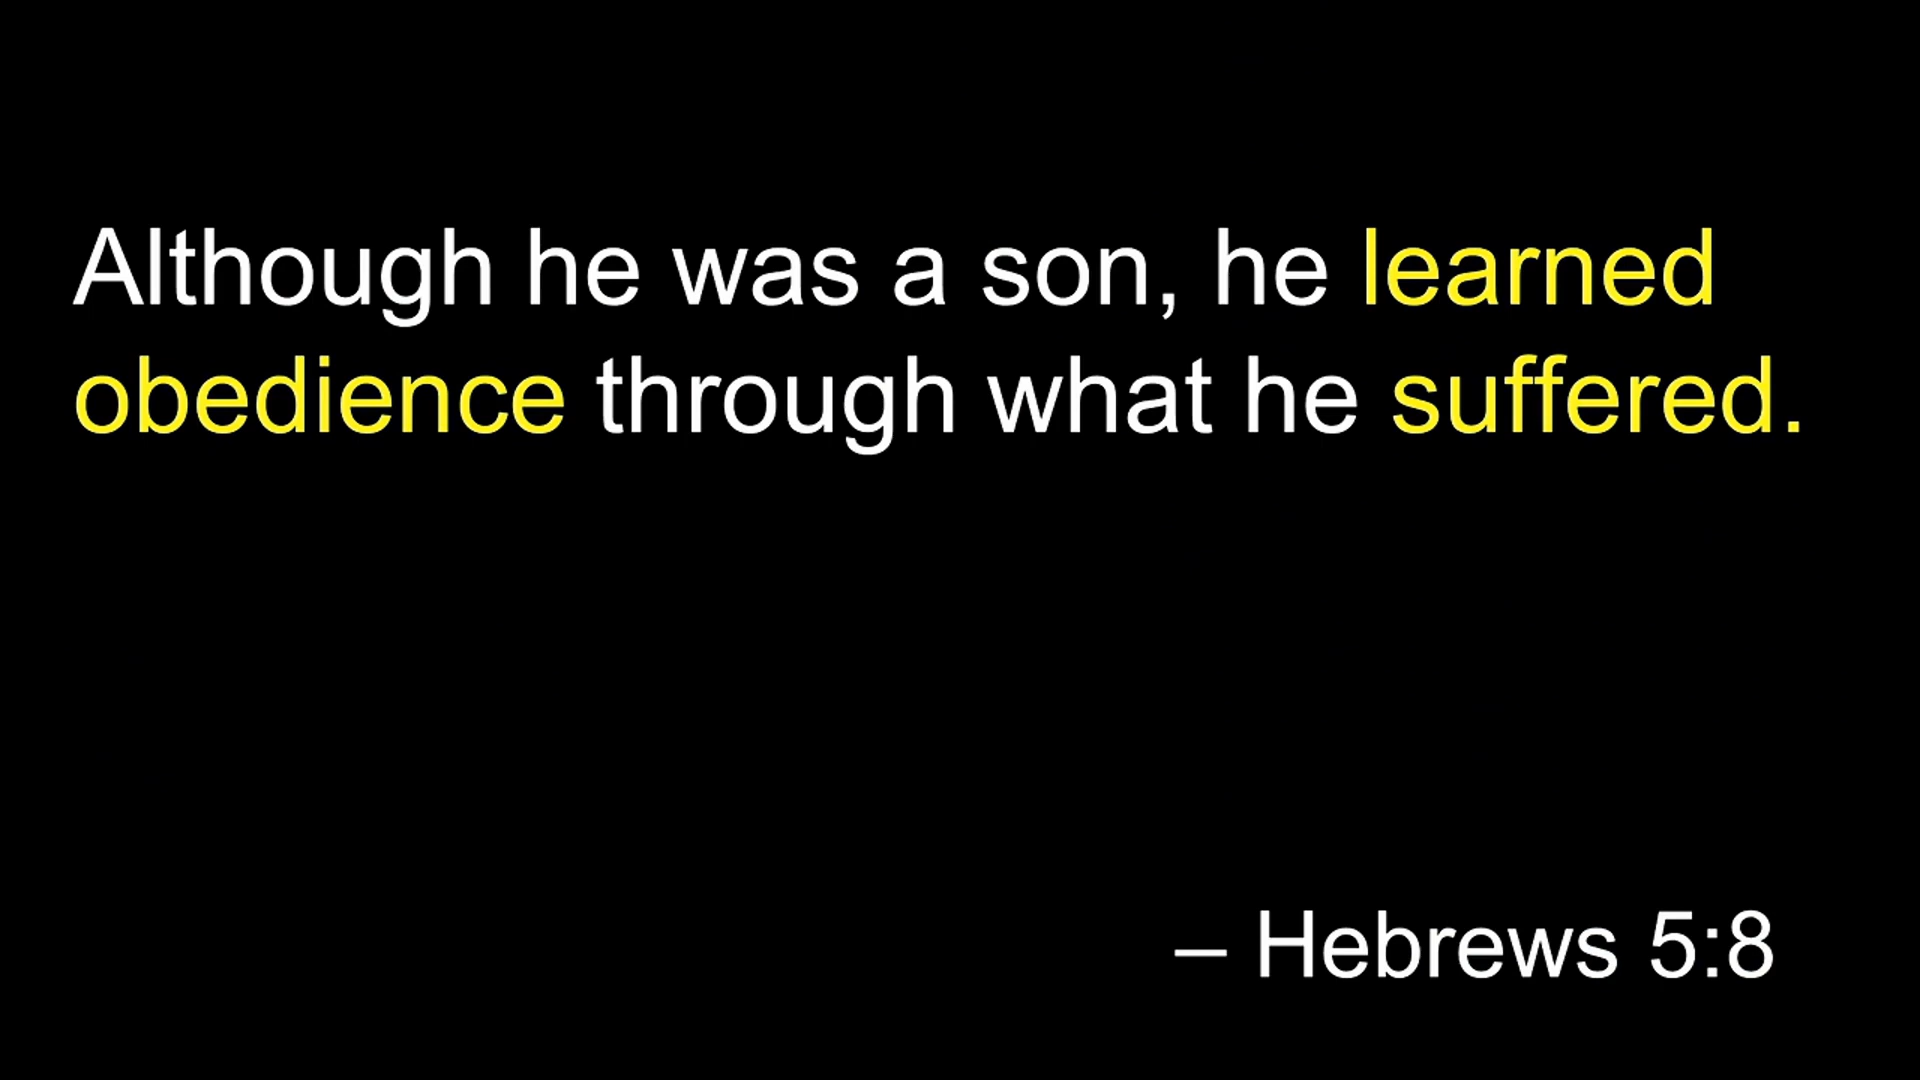 Although he was a son, he learned
obedience through what he suffered.
– Hebrews 5:8